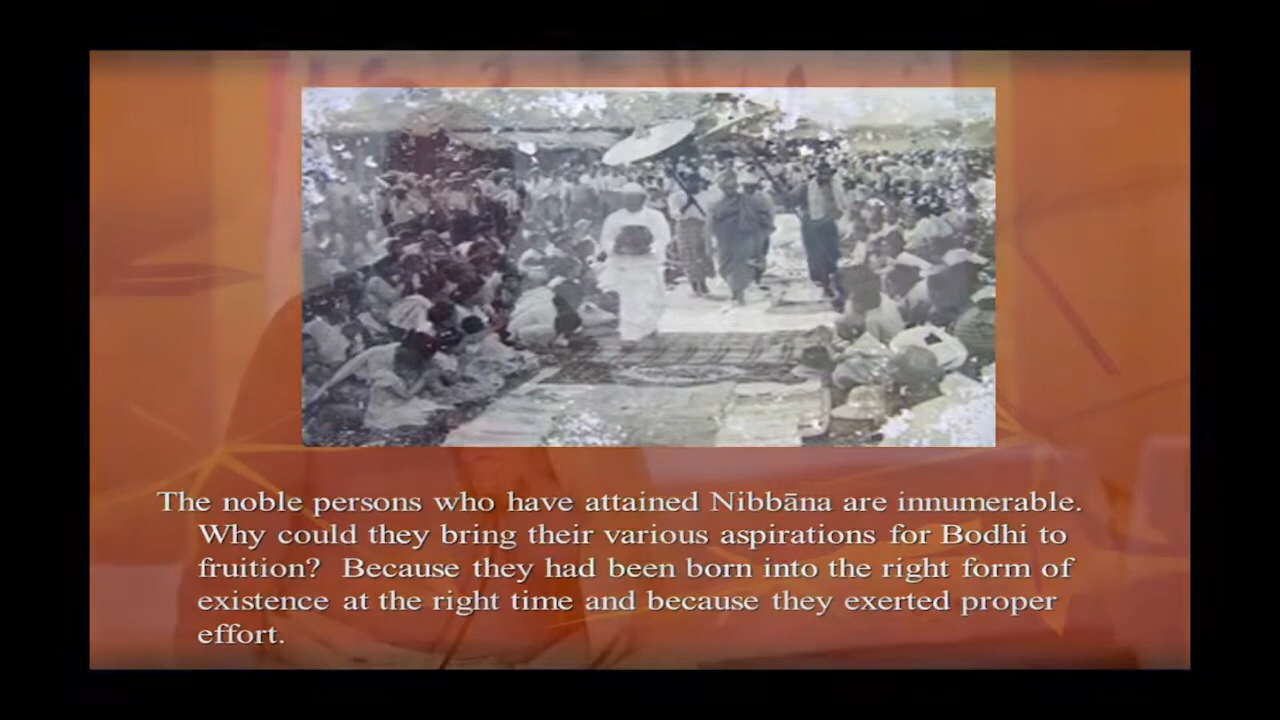 The noble persons who have attained Nibbāna are innumerable.
Why could they bring their various aspirations for Bodhi to
fruition? Because they had been born into the right form of
existence at the right time and because they exerted proper
effort.